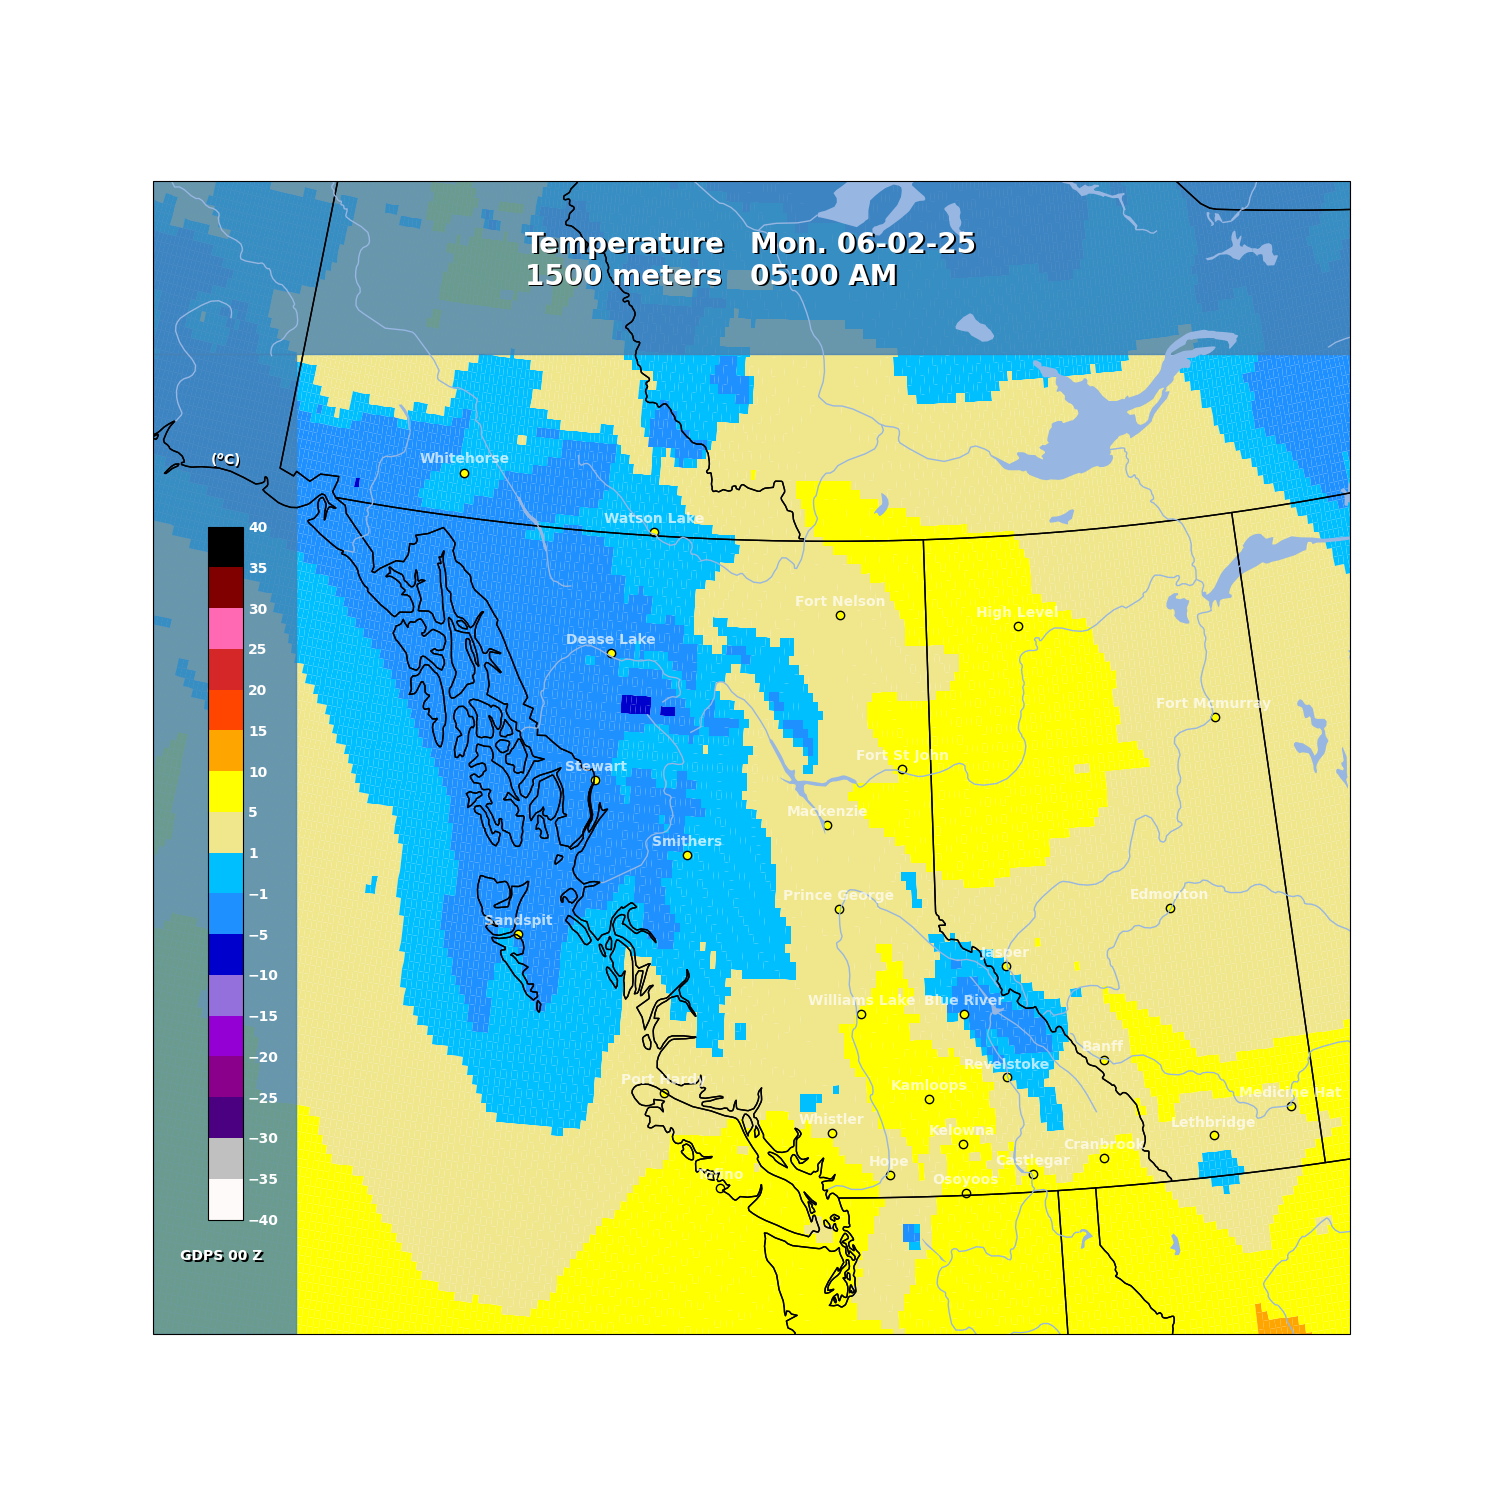 Temperature Mon. 06-02-25
1500 meters 05:00 AM
(°C)
Whitehorse
Watson Lake
40
35
30
25
20
15
10
5
1
−1
−5
−10
−15
−20
−25
−30
−35
−40
Fort Nelson
High Level
Dease Lake
Fort Mcmurray
Fort St John
Stewart
Mackenzie
Smithers
Prince George
Edmonton
Sandspit
Jasper
Williams Lake
Blue River
Banff
Revelstoke
Port Hardy
Kamloops
Medicine Hat
Whistler
Lethbridge
Kelowna
Cranbrook
Hope
Castlegar
Tofino
Osoyoos
GDPS 00 Z